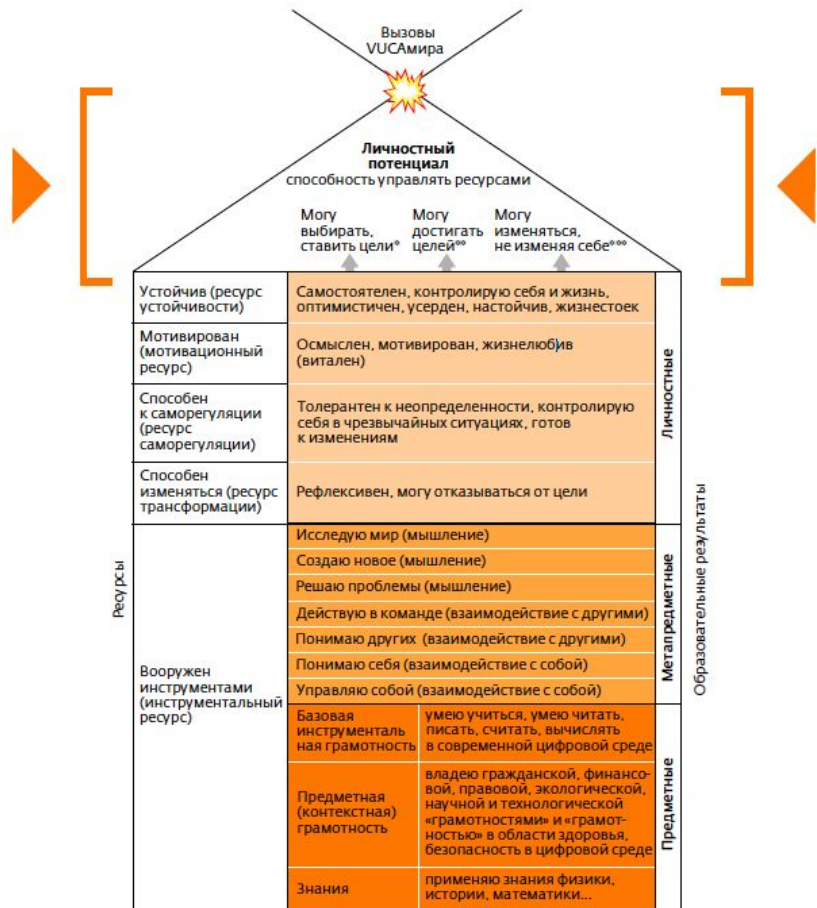 Вызовы
VUCAмира
Личностный
потенциал
способность управлять ресурсами
Могу
выбирать,
ставить цели*
Могу
достигать
целей**
Могу
изменяться,
не изменяя себе***
Устойчив (ресурс
устойчивости)
Самостоятелен, контролирую себя и жизнь,
оптимистичен, усерден, настойчив, жизнестоек
Мотивирован
(мотивационный
ресурс)
Осмыслен, мотивирован, жизнелюбив
(витален)
Способен
к саморегуляции
(ресурс
саморегуляции)
Толерантен к неопределенности, контролирую
себя в чрезвычайных ситуациях, готов
к изменениям
Способен
изменяться (ресурс
трансформации)
Рефлексивен, могу отказываться от цели
Личностные
Ресурсы
Вооружен
инструментами
(инструментальный
ресурс)
Исследую мир (мышление)
Создаю новое (мышление)
Решаю проблемы (мышление)
Действую в команде (взаимодействие с другими)
Понимаю других (взаимодействие с другими)
Понимаю себя (взаимодействие с собой)
Управляю собой (взаимодействие с собой)
Метапредметные
Образовательные результаты
Базовая
инструменталь
ная грамотность
умею учиться, умею читать,
писать, считать, вычислять
в современной цифровой среде
Предметная
(контекстная)
грамотность
владею гражданской, финансо-
вой, правовой, экологической,
научной и технологической
«грамотностями» и «грамот-
ностью» в области здоровья,
безопасность в цифровой среде
Знания
применяю знания физики,
истории, математики...
Предметные